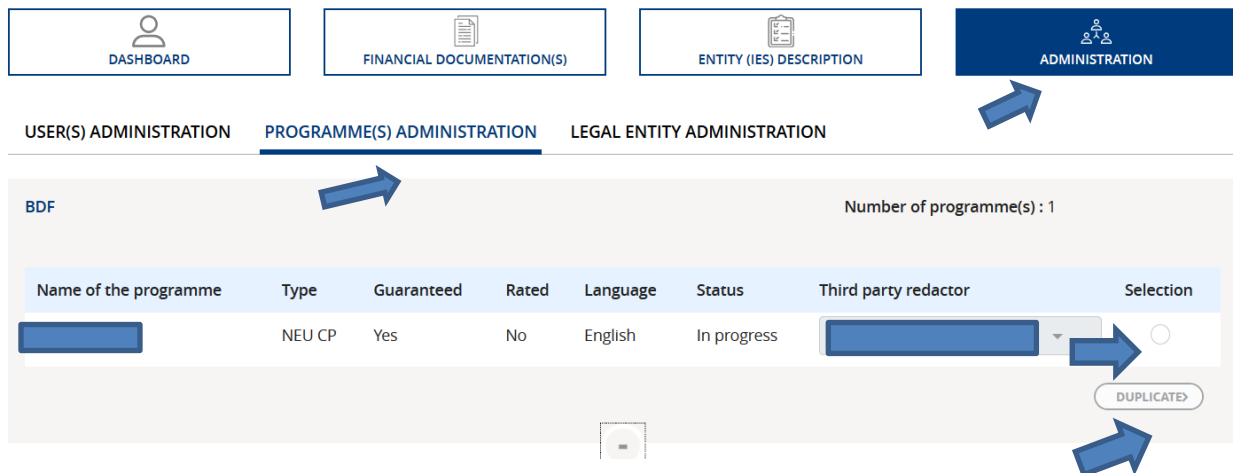 DASHBOARD
FINANCIAL DOCUMENTATION(S)
ENTITY (IES) DESCRIPTION
ADMINISTRATION
USER(S) ADMINISTRATION PROGRAMME(S) ADMINISTRATION LEGAL ENTITY ADMINISTRATION
BDF Number of programme(s) : 1
Name of the programme Type Guaranteed Rated Language Status Third party redactor Selection
NEU CP Yes No English In progress
DUPLICATE>
-